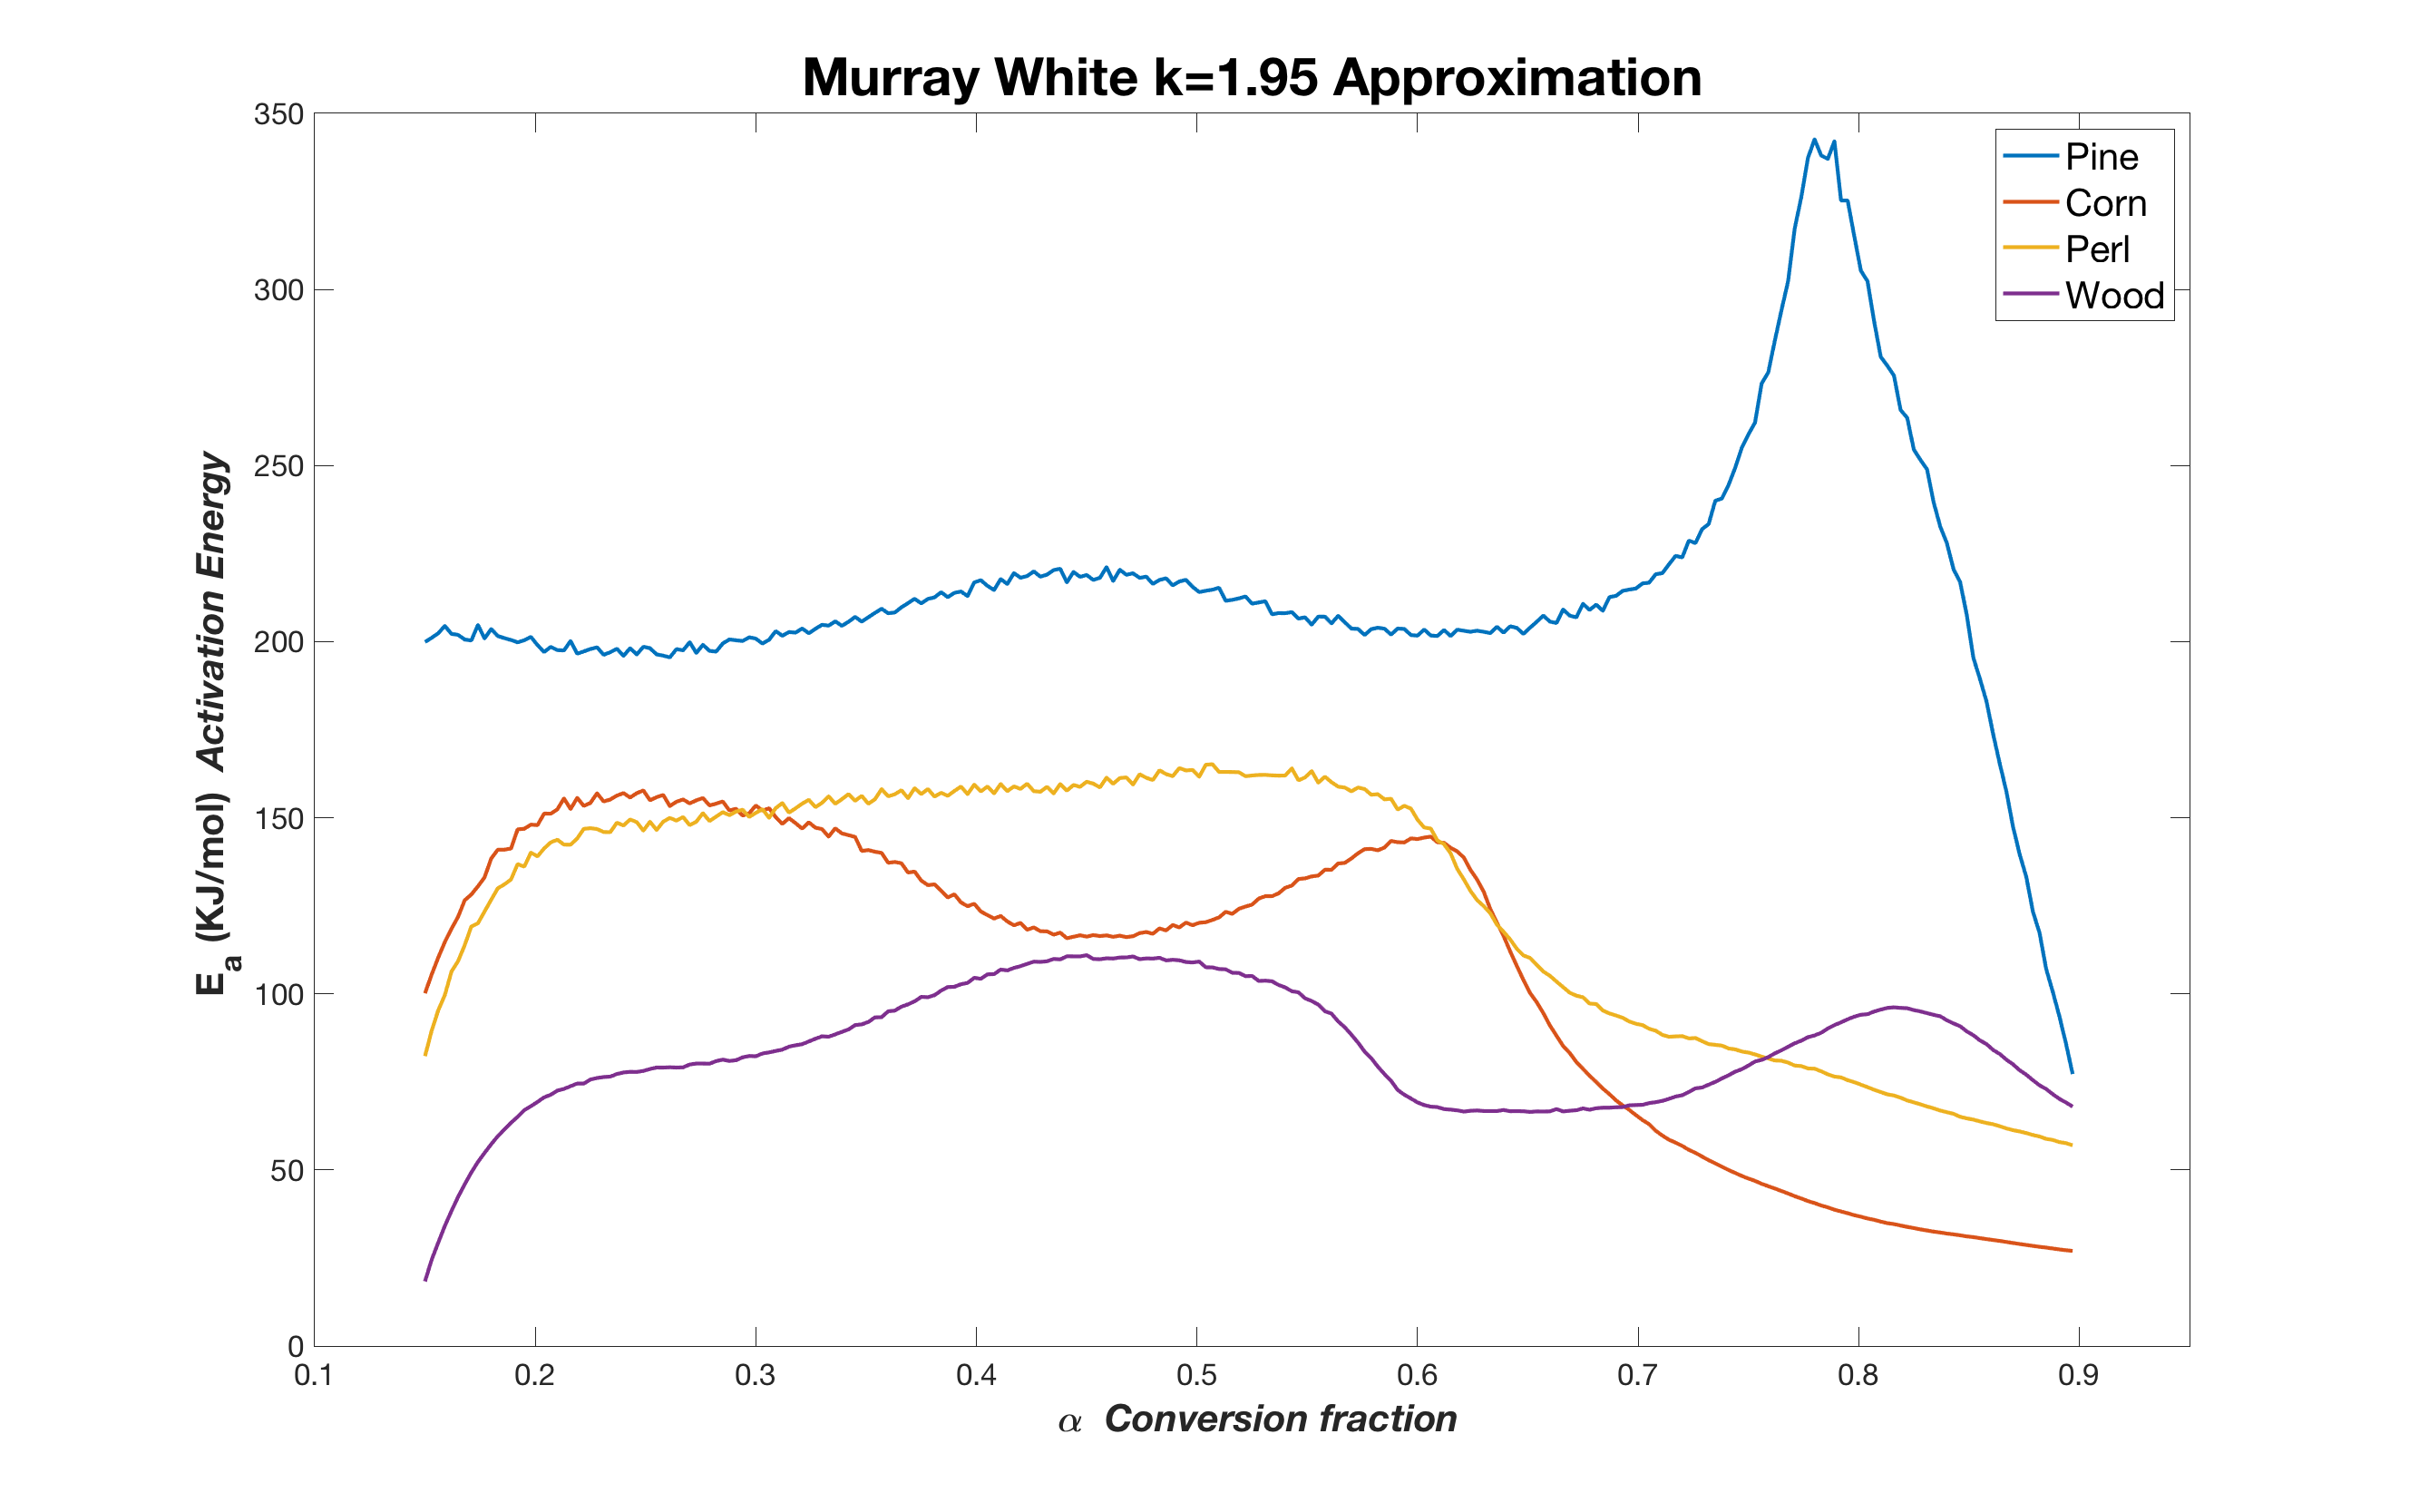 Murray White k=1.95 Approximation
350
300
250
200
150
100
50
0
E_a (KJ/mol) Activation Energy
Pine
Corn
Perl
Wood
0.1 0.2 0.3 0.4 0.5 0.6 0.7 0.8 0.9
α Conversion fraction